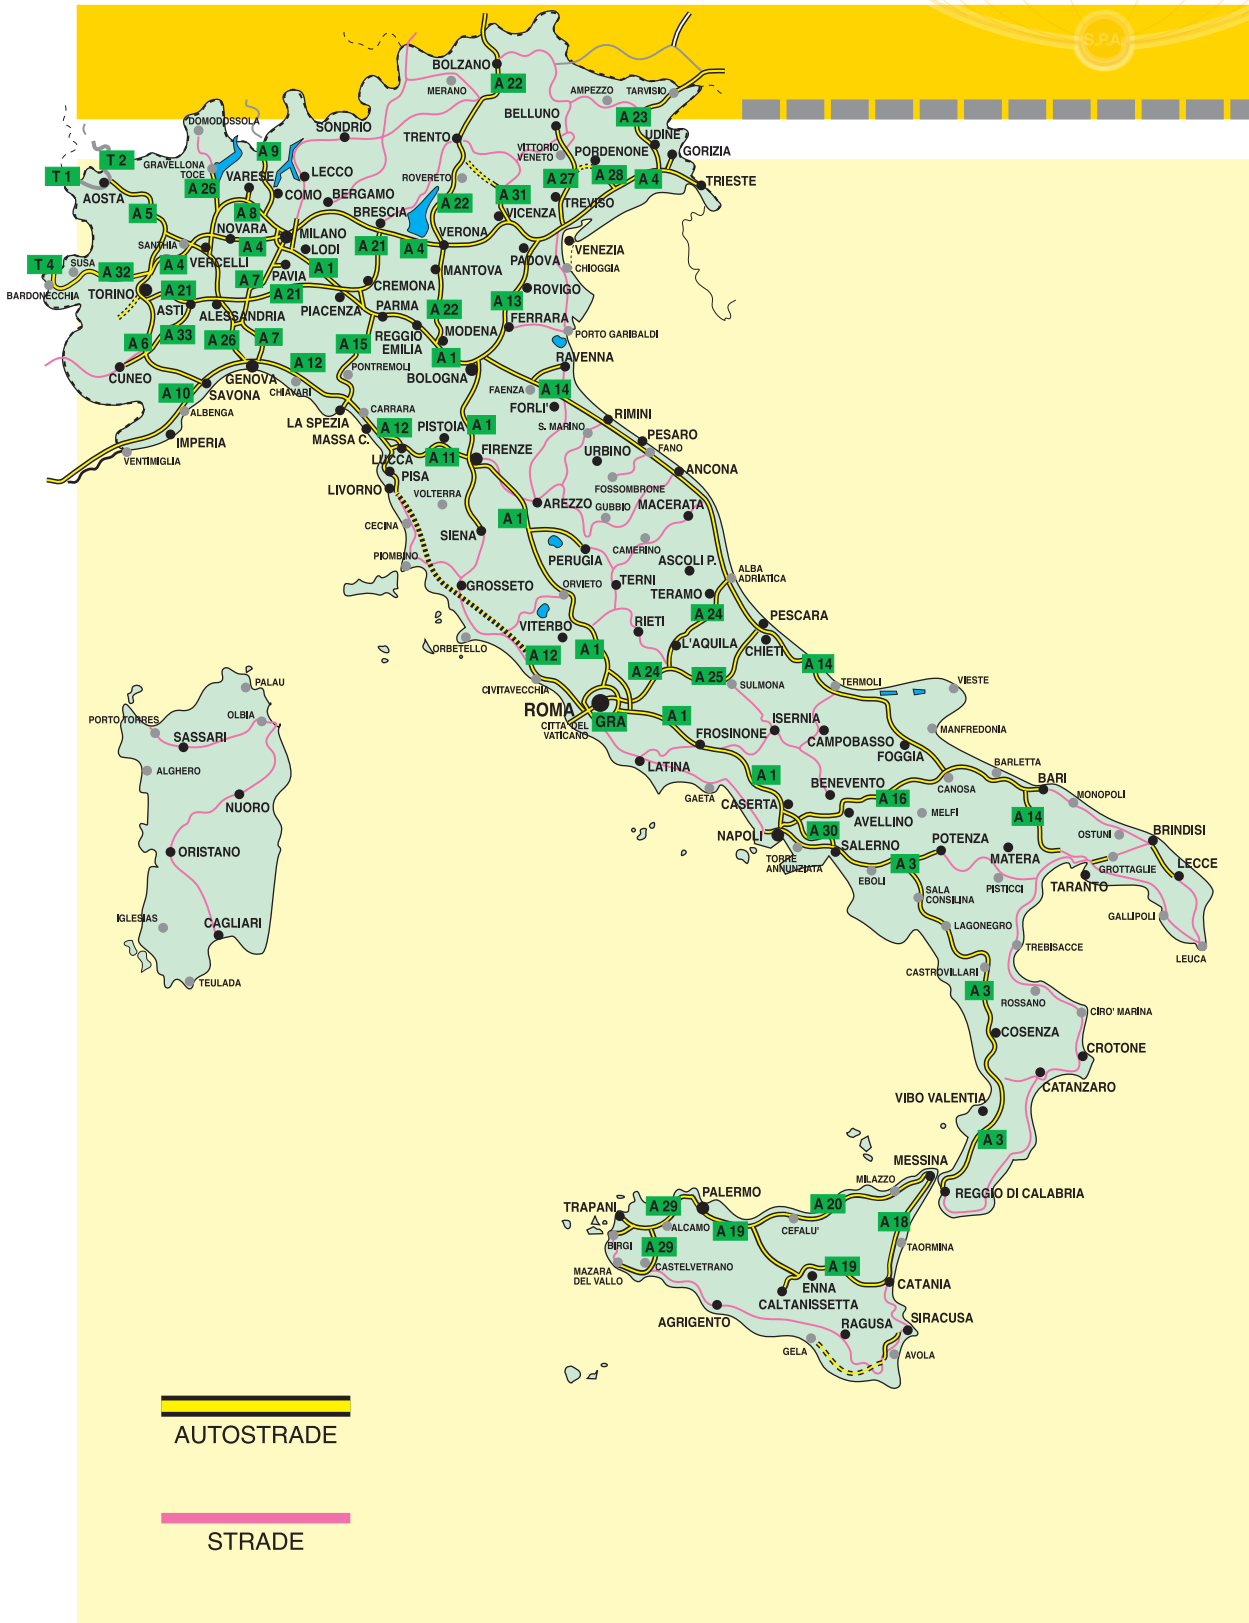 S.P.A.
BOLZANO
A 22
MERANO
AMPEZZO
TARVISIO
BELLUNO
A 23
DOMODOSSOLA
SONDRIO
TRENTO
UDINE
T 2
A 9
VITTORIO
VENETO
PORDENONE
GORIZIA
T 1
GRAVELLONA
TOCE
LECCO
ROVERETO
A 27
A 28
A 4
TRIESTE
AOSTA
A 26
VARESE
COMO
BERGAMO
A 22
A 31
TREVISO
A 5
A 8
BRESCIA
VICENZA
NOVARA
MILANO
VERONA
VENEZIA
SANTHIA
A 4
LODI
A 21
A 4
PADOVA
T 4
SUSA
A 32
A 4
VERCELLI
PAVIA
A 1
MANTOVA
CHIOGGIA
BARDONECCHIA
TORINO
A 21
A 7
A 21
CREMONA
ROVIGO
ASTI
ALESSANDRIA
PIACENZA
PARMA
A 22
A 13
FERRARA
A 6
A 33
A 26
A 7
A 15
REGGIO
EMILIA
MODENA
PORTO GARIBALDI
A 12
A 1
RAVENNA
CUNEO
GENOVA
PONTREMOLI
BOLOGNA
A 10
SAVONA
CHIAVARI
FAENZA
A 14
ALBENGA
LA SPEZIA
CARRARA
FORLI'
RIMINI
IMPERIA
MASSA C.
A 12
PISTOIA
A 1
S. MARINO
PESARO
VENTIMIGLIA
LUCCA
A 11
FIRENZE
URBINO
FANO
PISA
ANCONA
LIVORNO
VOLTERRA
FOSSOMBRONE
AREZZO
GUBBIO
MACERATA
CECINA
SIENA
A 1
CAMERINO
PIOMBINO
PERUGIA
ASCOLI P.
ALBA
ADRIATICA
GROSSETO
ORVIETO
TERNI
TERAMO
A 24
PESCARA
ORBETELLO
VITERBO
RIETI
L'AQUILA
CHIETI
A 12
A 1
A 24
A 25
A 14
CIVITAVECCHIA
SULMONA
TERMOLI
VIESTE
PALAU
ROMA
GRA
A 1
PORTO TORRES
OLBIA
CITTA' DEL
VATICANO
ISERNIA
MANFREDONIA
SASSARI
FROSINONE
CAMPOBASSO
FOGGIA
ALGHERO
LATINA
A 1
BENEVENTO
BARLETTA
BARI
NUORO
GAETA
CASERTA
A 16
CANOSA
MONOPOLI
AVELLINO
MELFI
A 14
NAPOLI
A 30
OSTUNI
BRINDISI
ORISTANO
TORRE
ANNUNZIATA
SALERNO
POTENZA
MATERA
A 3
GROTTAGLIE
LECCE
EBOLI
PISTICCI
TARANTO
SALA
CONSILINA
IGLESIAS
GALLIPOLI
CAGLIARI
LAGONEGRO
TREBISACCE
LEUCA
TEULADA
CASTROVILLARI
A 3
ROSSANO
CIRO' MARINA
COSENZA
CROTONE
CATANZARO
VIBO VALENTIA
A 3
MESSINA
MILAZZO
REGGIO DI CALABRIA
PALERMO
A 29
A 20
TRAPANI
ALCAMO
A 19
CEFALU'
A 18
BIRGI
A 29
TAORMINA
MAZARA
DEL VALLO
CASTELVETRANO
A 19
ENNA
CATANIA
CALTANISSETTA
AGRIGENTO
RAGUSA
SIRACUSA
GELA
AVOLA
AUTOSTRADE
STRADE